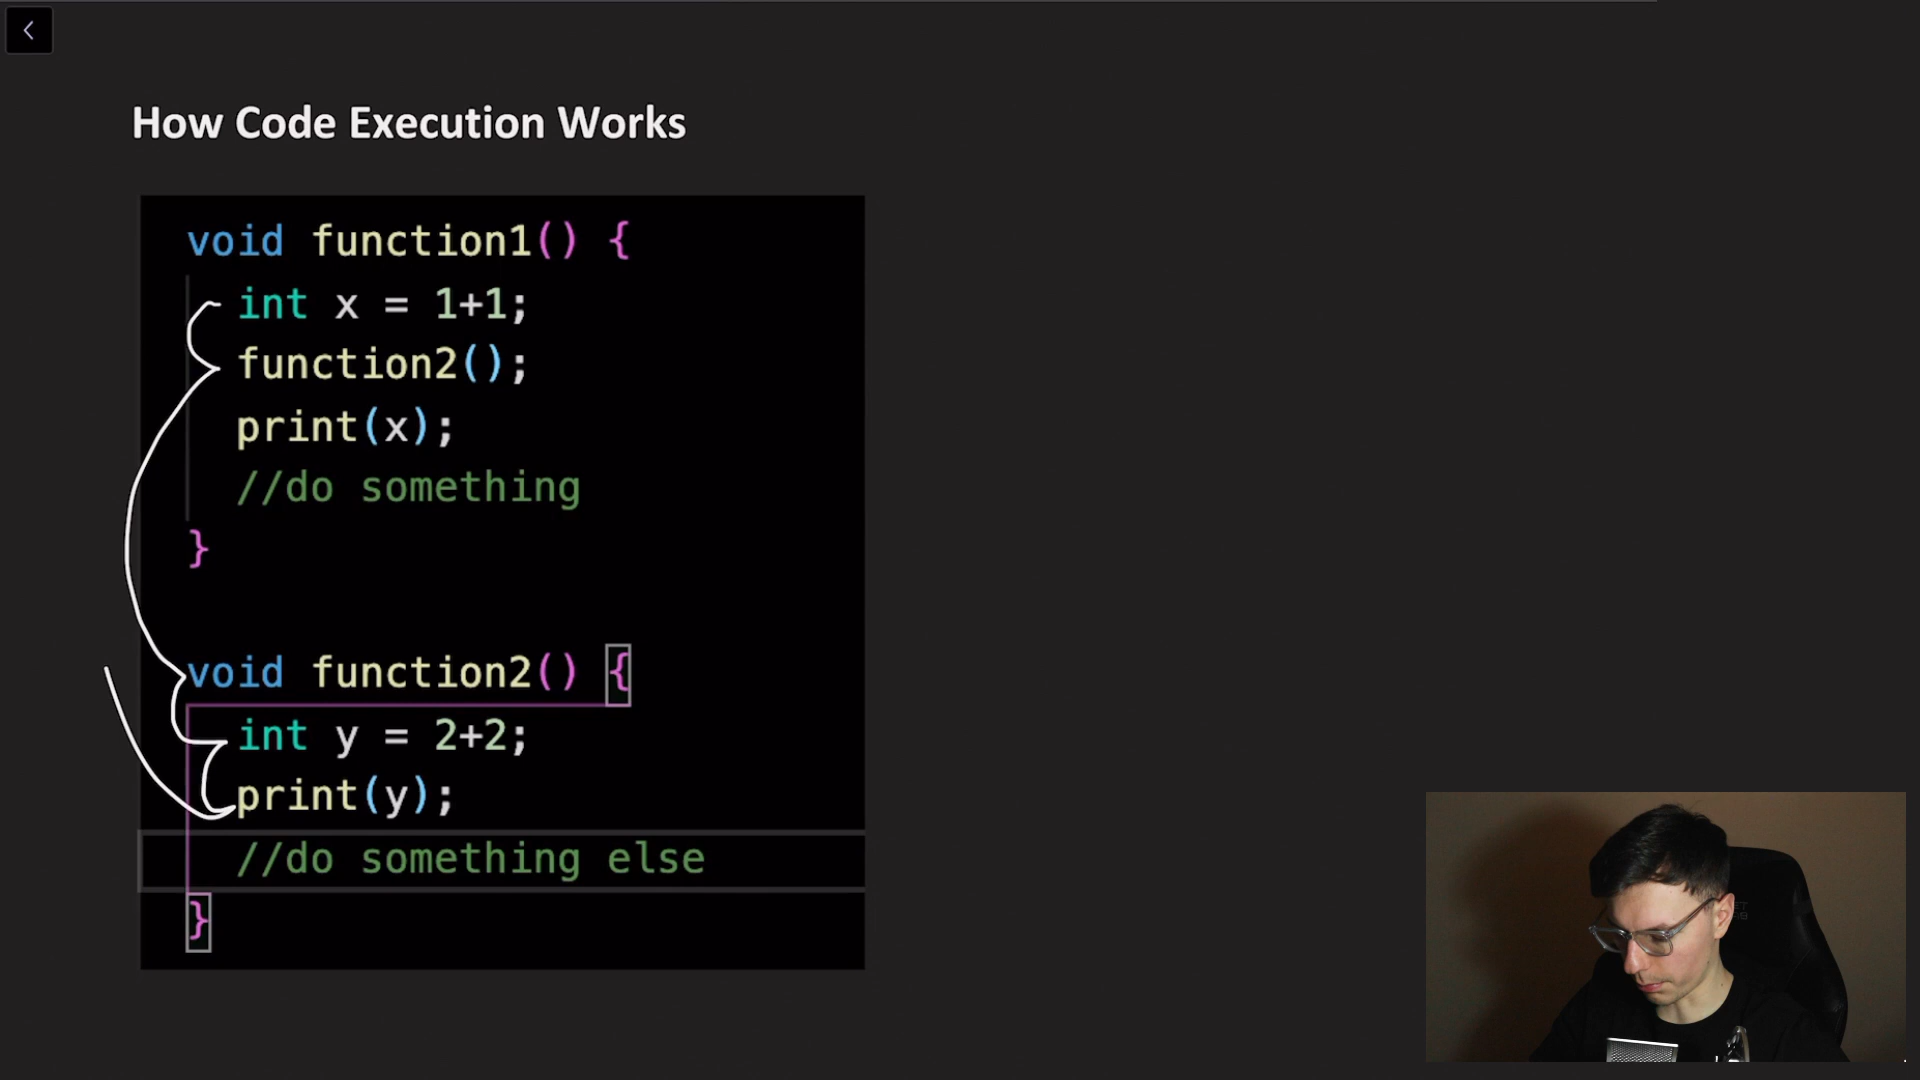 How Code Execution Works
void function1() {
int x = 1+1;
function2();
print(x);
//do something
}
void function2() {
int y = 2+2;
print(y);
//do something else
}